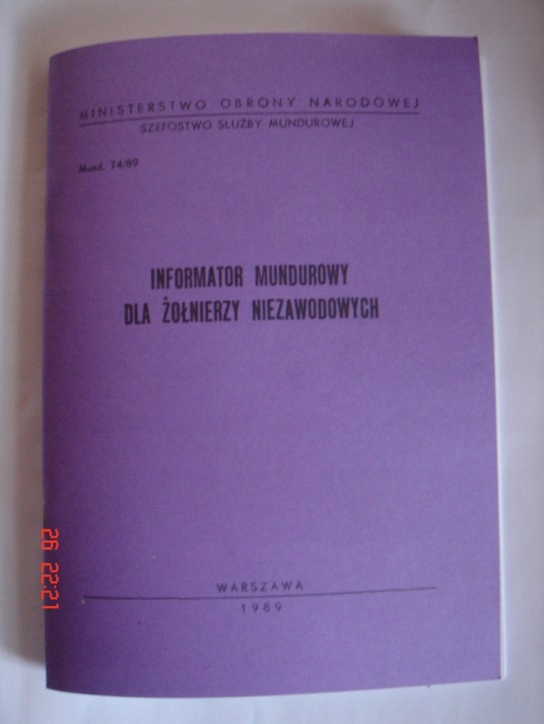 MINISTERSTWO OBRONY NARODOWEJ
SZEFOSTWO SŁUŻBY MUNDUROWEJ
Mund. 74/89
INFORMATOR MUNDUROWY
DLA ŻOŁNIERZY NIEZAWODOWYCH
WARSZAWA
1989
26 22:21